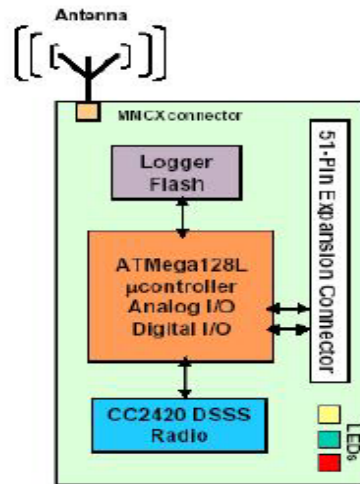 Antenna
MMCX connector
Logger
Flash
ATMega128L
µcontroller
Analog I/O
Digital I/O
51-Pin Expansion Connector
CC2420 DSSS
Radio
LEDs